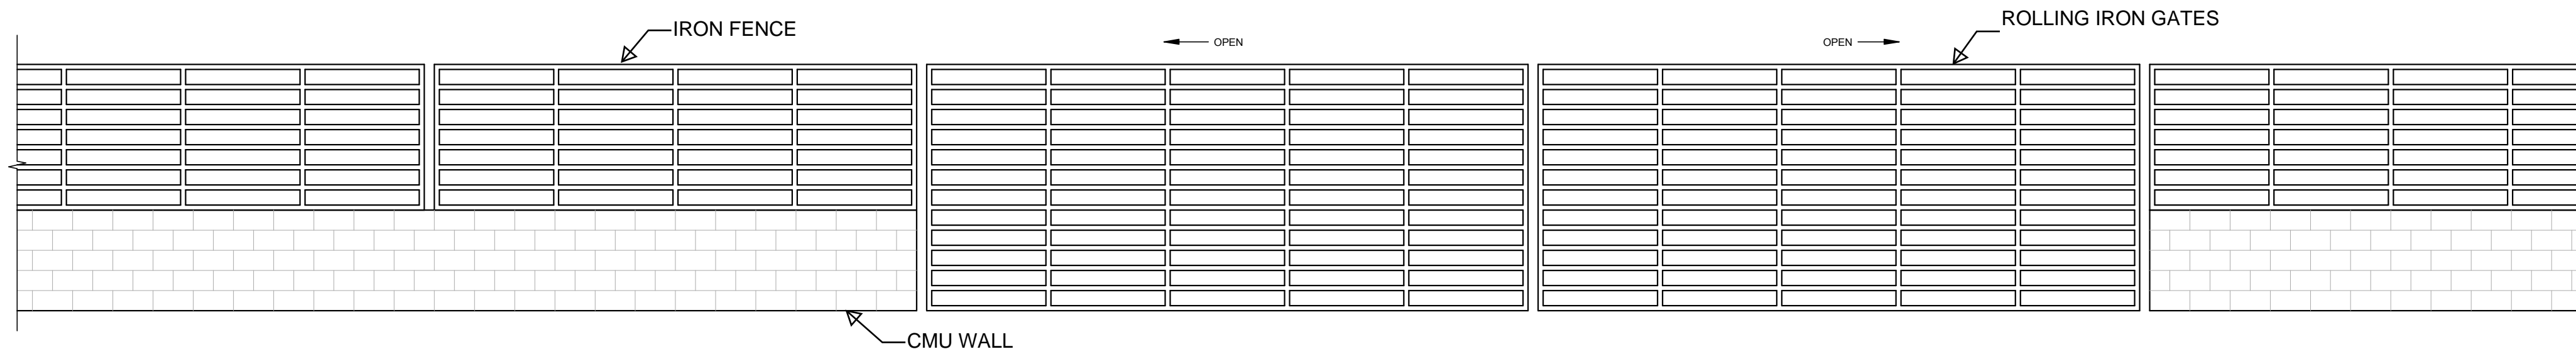 ROLLING IRON GATES
IRON FENCE
OPEN
OPEN
CMU WALL